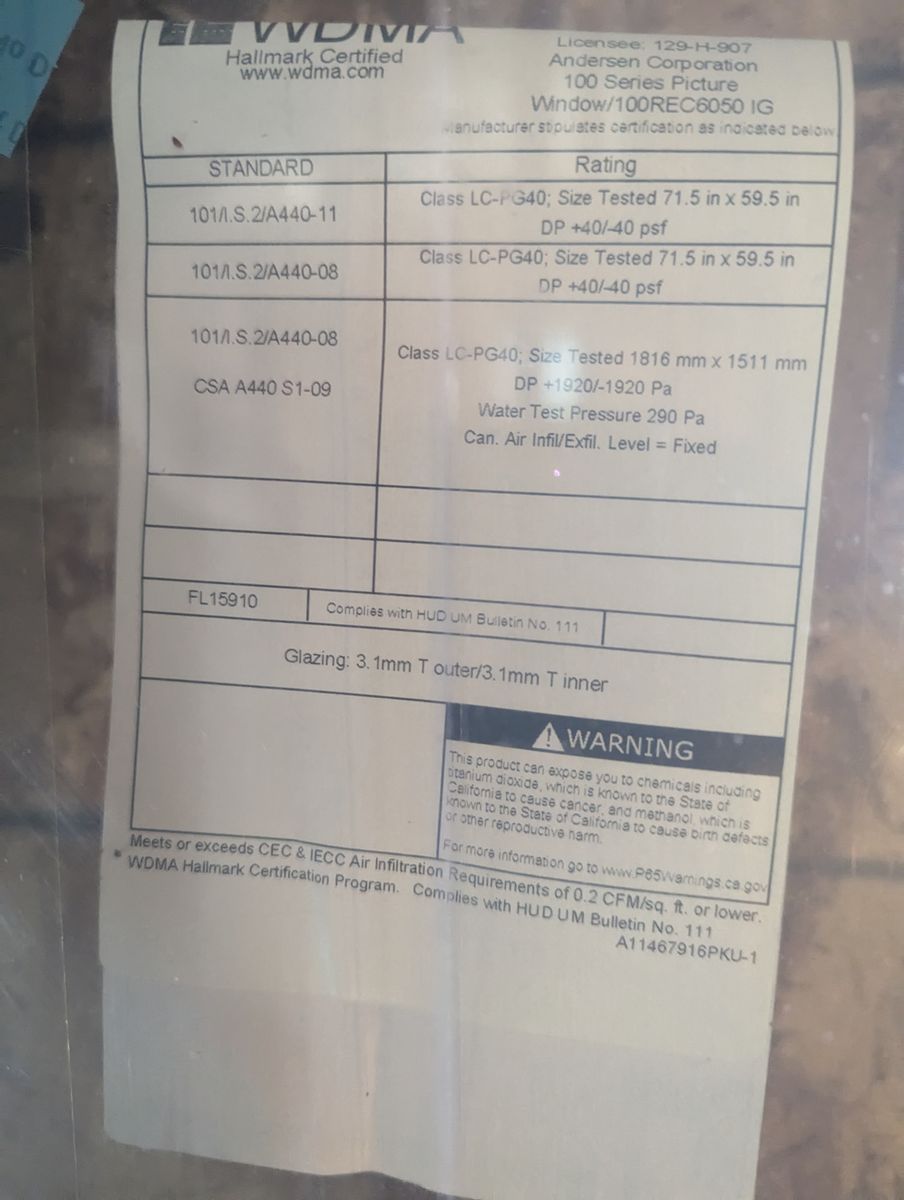 WDMA
Hallmark Certified
www.wdma.com
Licensee: 129-H-907
Andersen Corporation
100 Series Picture
Window/100REC6050 IG
Manufacturer stipulates certification as indicated below.
STANDARD
Rating
101/I.S.2/A440-11
Class LC-PG40; Size Tested 71.5 in x 59.5 in
DP +40/-40 psf
101/I.S.2/A440-08
Class LC-PG40; Size Tested 71.5 in x 59.5 in
DP +40/-40 psf
101/I.S.2/A440-08
CSA A440 S1-09
Class LC-PG40; Size Tested 1816 mm x 1511 mm
DP +1920/-1920 Pa
Water Test Pressure 290 Pa
Can. Air Infil/Exfil. Level = Fixed
FL15910
Complies with HUD UM Bulletin No. 111
Glazing: 3.1mm T outer/3.1mm T inner
WARNING
This product can expose you to chemicals including
titanium dioxide, which is known to the State of
California to cause cancer, and methanol, which is
known to the State of California to cause birth defects
or other reproductive harm.
For more information go to www.P65Warnings.ca.gov
Meets or exceeds CEC & IECC Air Infiltration Requirements of 0.2 CFM/sq. ft. or lower.
* WDMA Hallmark Certification Program. Complies with HUD UM Bulletin No. 111
A11467916PKU-1